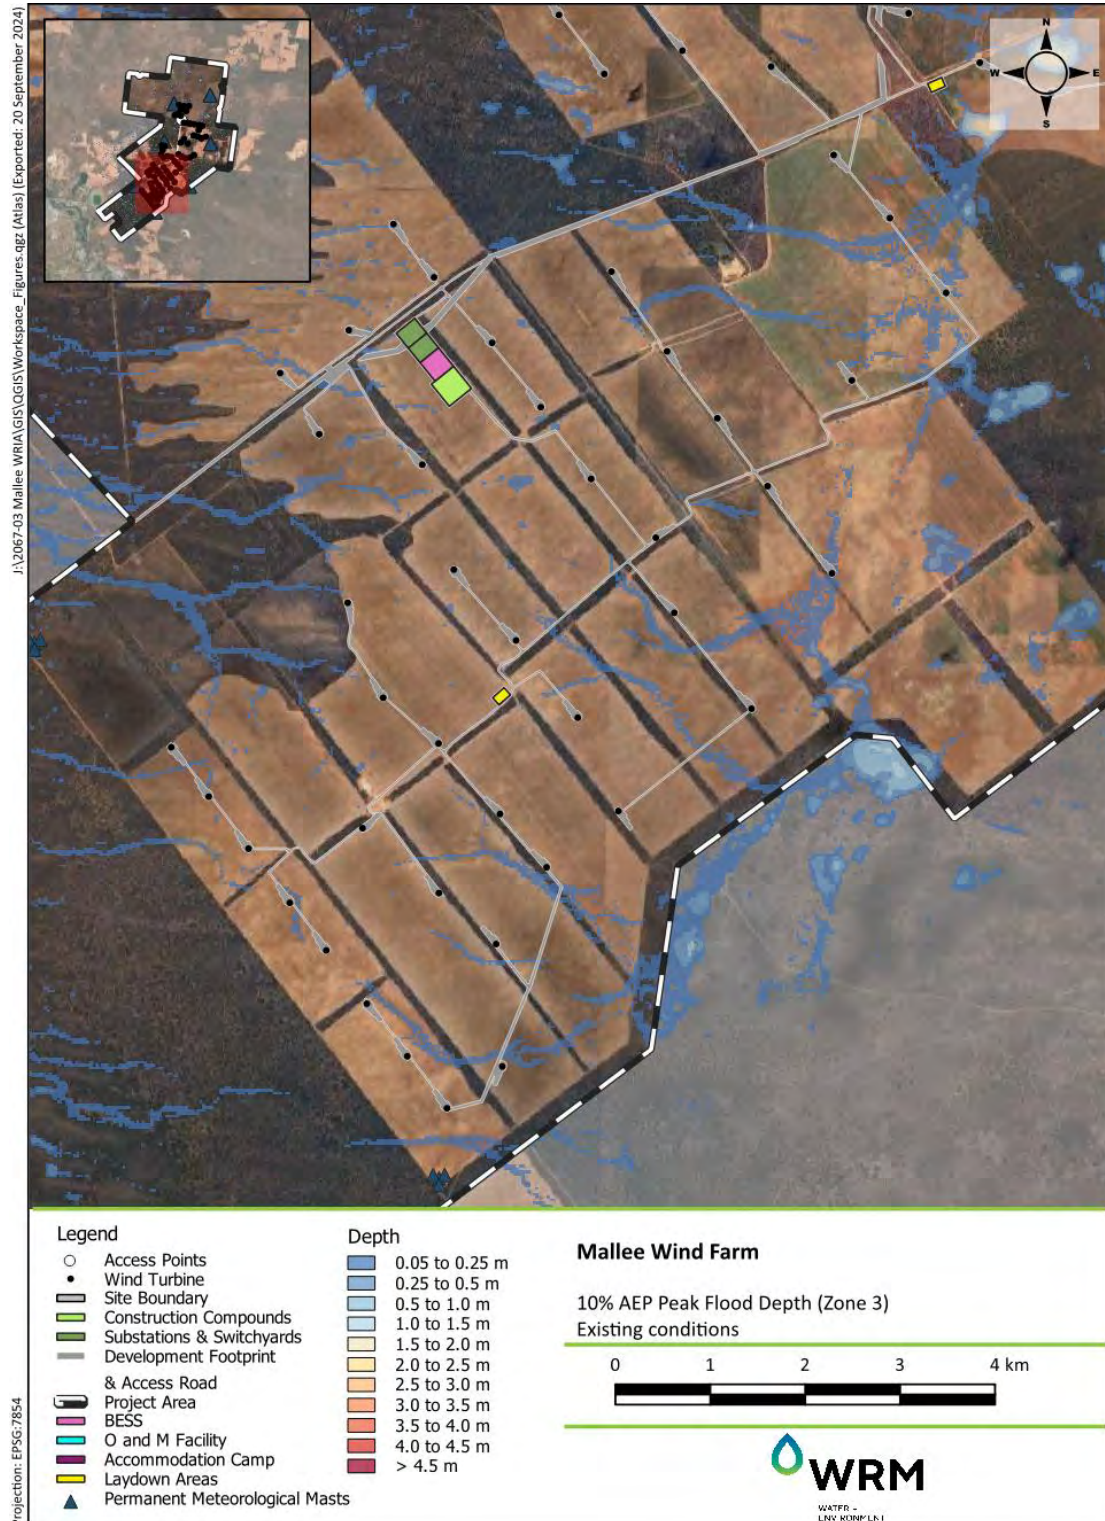 J:\2067-03 Mallee WRIA\GIS\QGIS\Workspace_Figures.qgz (Atlas) (Exported: 20 September 2024)
N
W
E
S
Legend
Access Points
Wind Turbine
Site Boundary
Construction Compounds
Substations & Switchyards
Development Footprint
& Access Road
Project Area
BESS
O and M Facility
Accommodation Camp
Laydown Areas
Permanent Meteorological Masts
Depth
0.05 to 0.25 m
0.25 to 0.5 m
0.5 to 1.0 m
1.0 to 1.5 m
1.5 to 2.0 m
2.0 to 2.5 m
2.5 to 3.0 m
3.0 to 3.5 m
3.5 to 4.0 m
4.0 to 4.5 m
> 4.5 m
Mallee Wind Farm
10% AEP Peak Flood Depth (Zone 3)
Existing conditions
0 1 2 3 4 km
WRM
WATER +
ENVIRONMENT
Projection: EPSG:7854